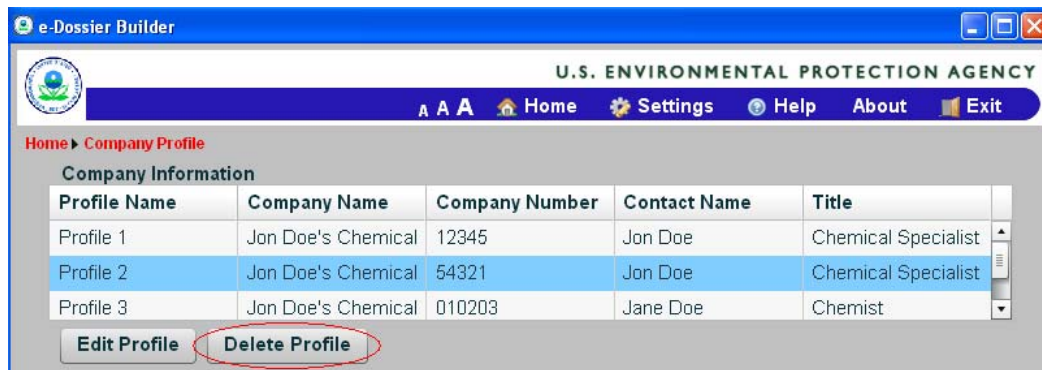 e-Dossier Builder
U.S. ENVIRONMENTAL PROTECTION AGENCY
A A A Home Settings Help About Exit
Home Company Profile
Company Information
Profile Name Company Name Company Number Contact Name Title
Profile 1 Jon Doe's Chemical 12345 Jon Doe Chemical Specialist
Profile 2 Jon Doe's Chemical 54321 Jon Doe Chemical Specialist
Profile 3 Jon Doe's Chemical 010203 Jane Doe Chemist
Edit Profile Delete Profile